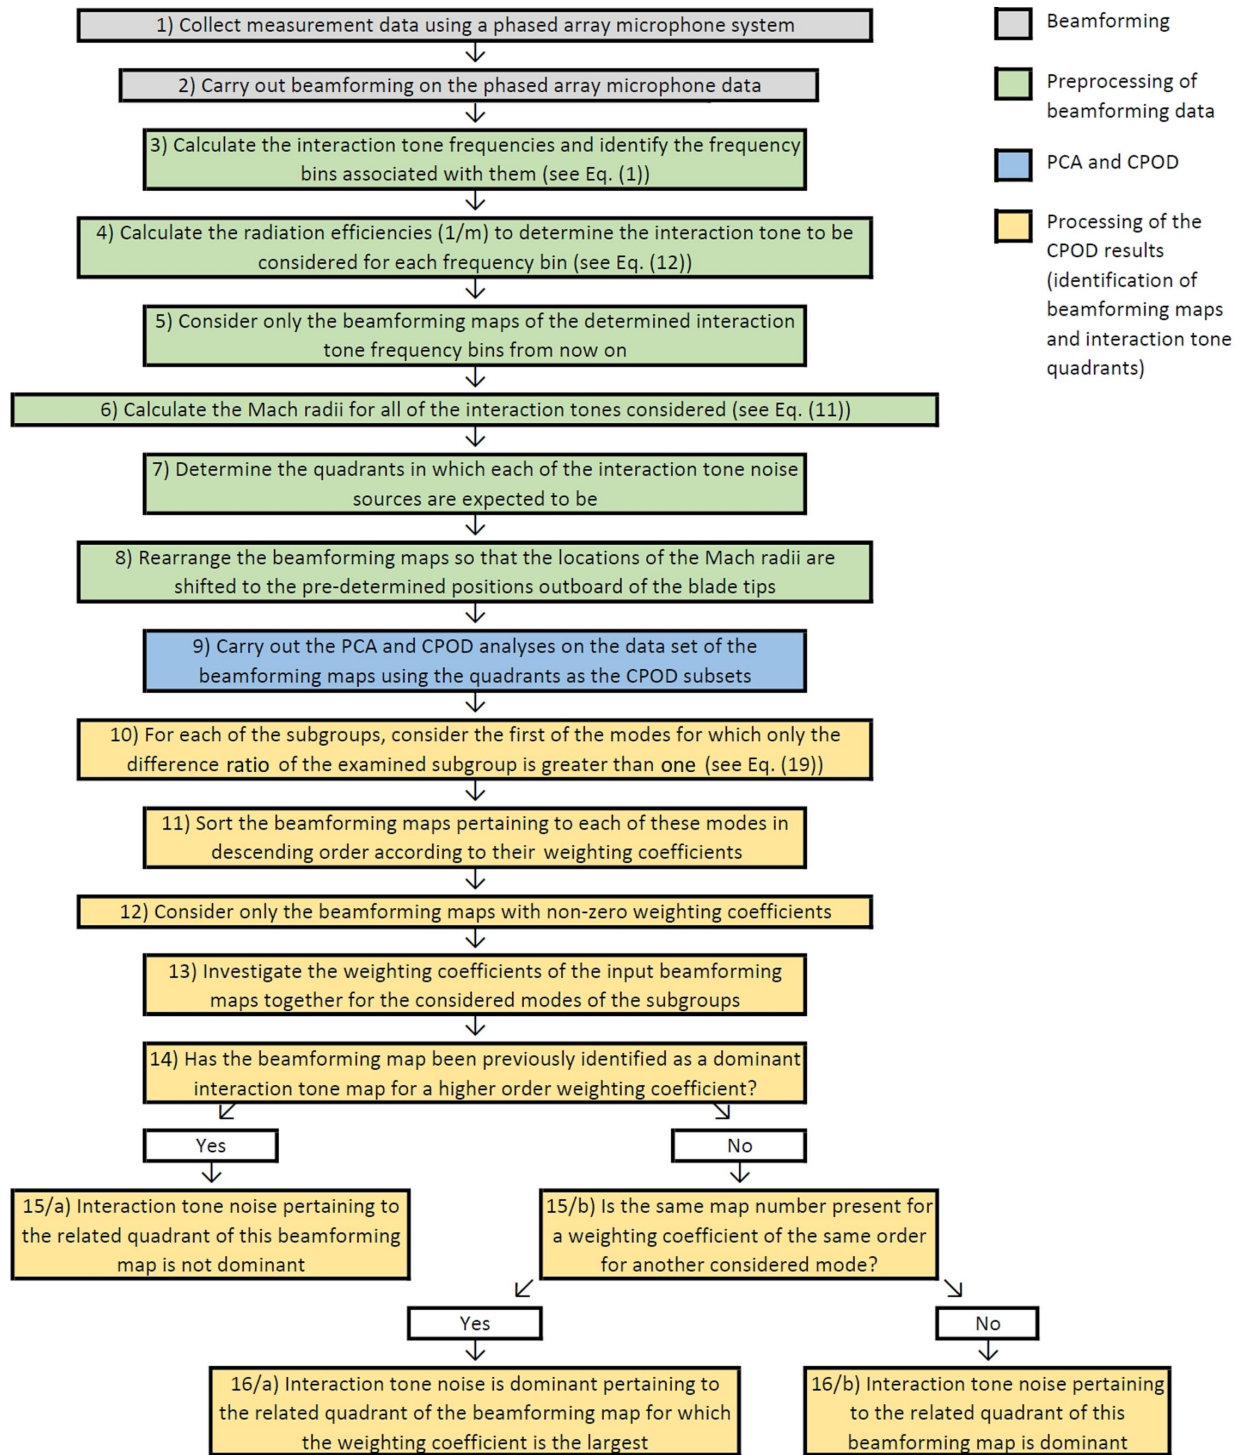 1) Collect measurement data using a phased array microphone system
2) Carry out beamforming on the phased array microphone data
3) Calculate the interaction tone frequencies and identify the frequency
bins associated with them (see Eq. (1))
4) Calculate the radiation efficiencies (1/m) to determine the interaction tone to be
considered for each frequency bin (see Eq. (12))
5) Consider only the beamforming maps of the determined interaction
tone frequency bins from now on
6) Calculate the Mach radii for all of the interaction tones considered (see Eq. (11))
7) Determine the quadrants in which each of the interaction tone noise
sources are expected to be
8) Rearrange the beamforming maps so that the locations of the Mach radii are
shifted to the pre-determined positions outboard of the blade tips
9) Carry out the PCA and CPOD analyses on the data set of the
beamforming maps using the quadrants as the CPOD subsets
10) For each of the subgroups, consider the first of the modes for which only the
difference ratio of the examined subgroup is greater than one (see Eq. (19))
11) Sort the beamforming maps pertaining to each of these modes in
descending order according to their weighting coefficients
12) Consider only the beamforming maps with non-zero weighting coefficients
13) Investigate the weighting coefficients of the input beamforming
maps together for the considered modes of the subgroups
14) Has the beamforming map been previously identified as a dominant
interaction tone map for a higher order weighting coefficient?
Yes
No
15/a) Interaction tone noise pertaining to
the related quadrant of this beamforming
map is not dominant
15/b) Is the same map number present for
a weighting coefficient of the same order
for another considered mode?
Yes
No
16/a) Interaction tone noise is dominant pertaining to
the related quadrant of the beamforming map for which
the weighting coefficient is the largest
16/b) Interaction tone noise pertaining
to the related quadrant of this
beamforming map is dominant
Beamforming
Preprocessing of
beamforming data
PCA and CPOD
Processing of the
CPOD results
(identification of
beamforming maps
and interaction tone
quadrants)